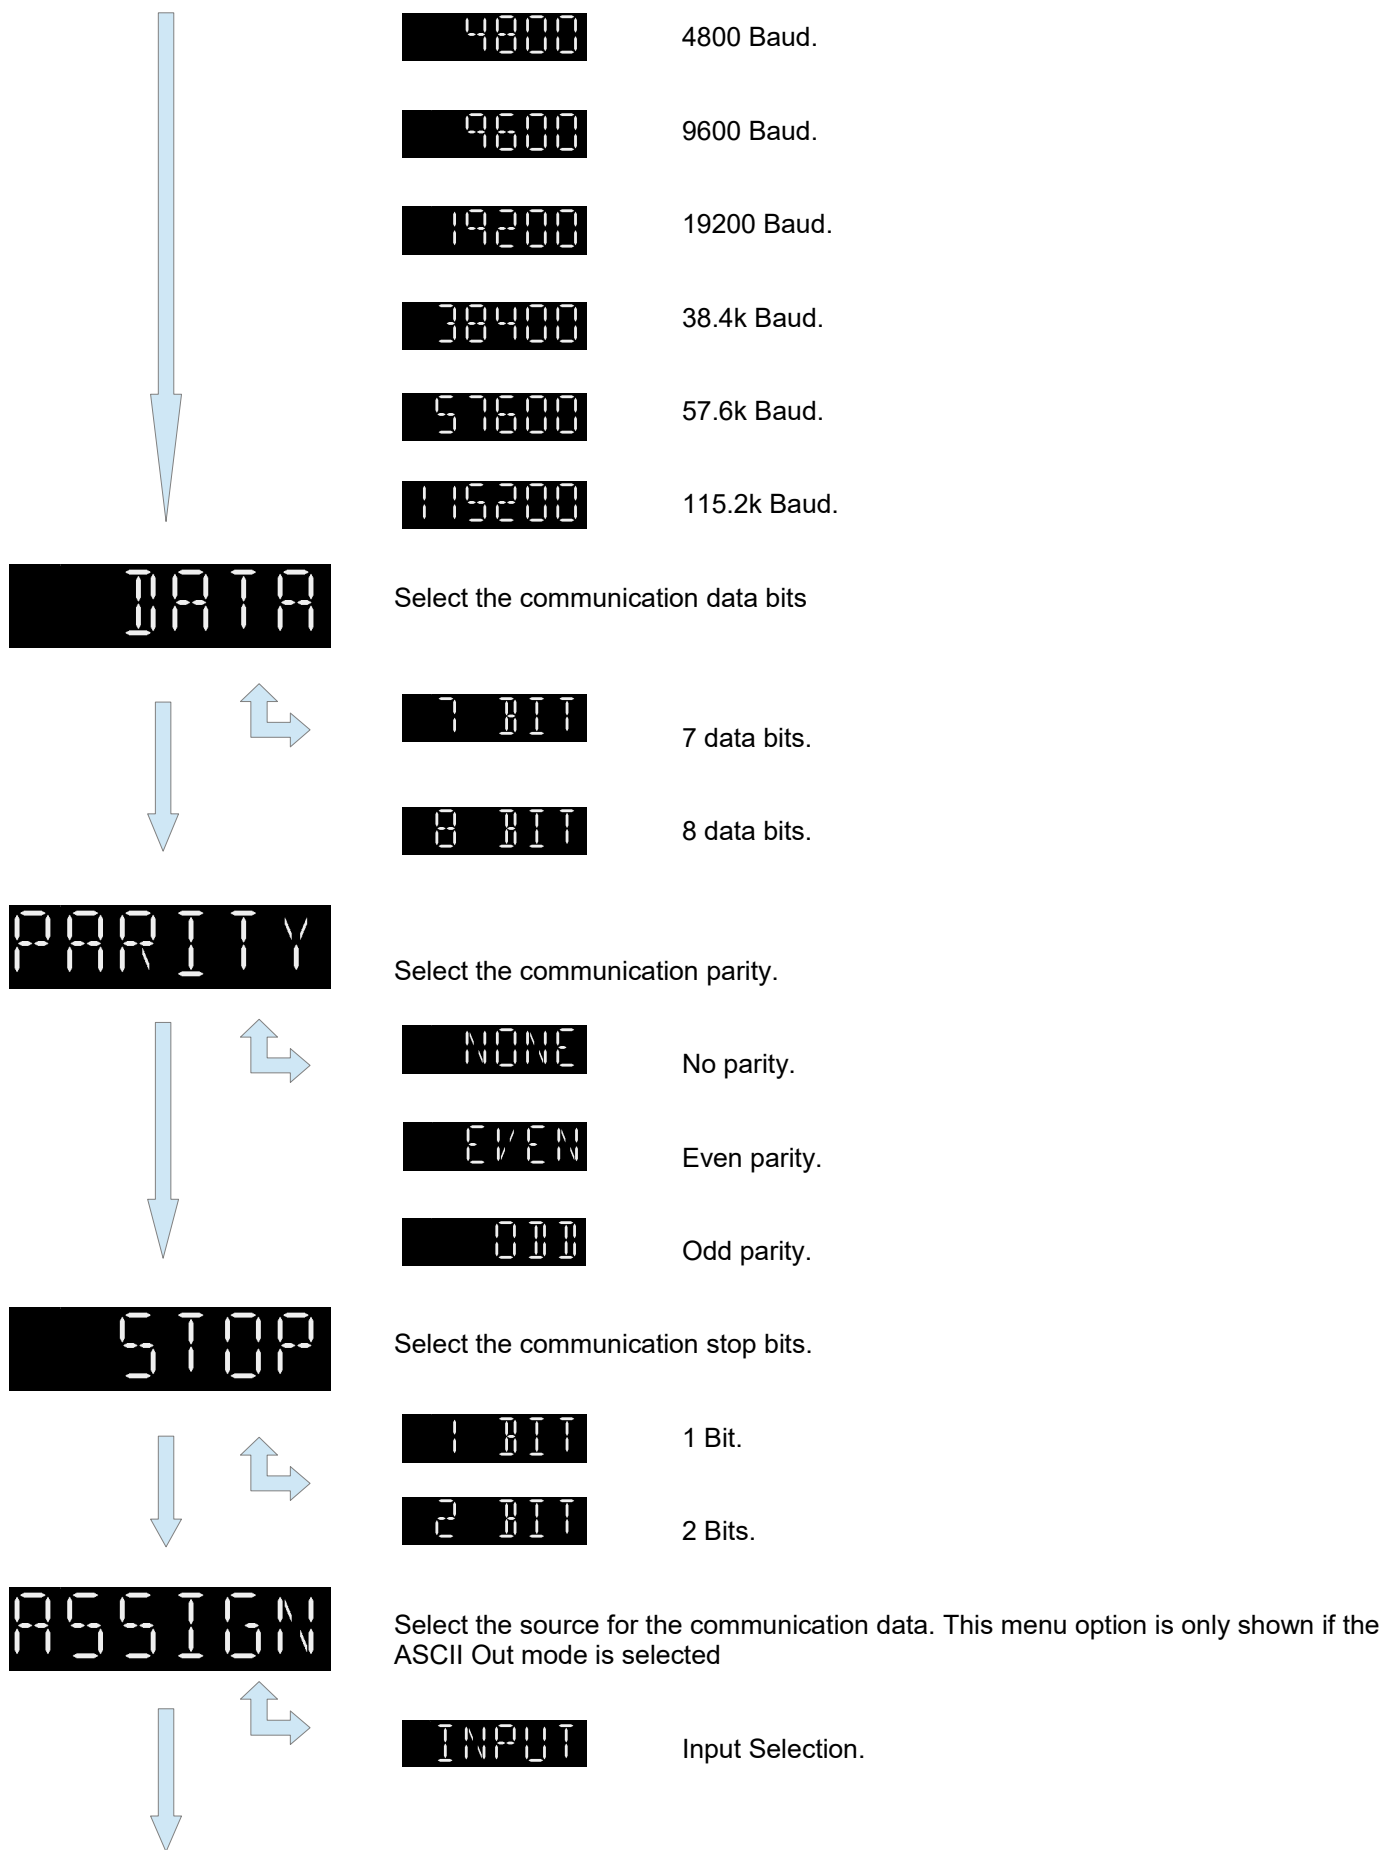 4800 4800 Baud.
9600 9600 Baud.
19200 19200 Baud.
38400 38.4k Baud.
57600 57.6k Baud.
115200 115.2k Baud.
DATA Select the communication data bits
7 BIT 7 data bits.
8 BIT 8 data bits.
PARITY Select the communication parity.
NONE No parity.
EVEN Even parity.
ODD Odd parity.
STOP Select the communication stop bits.
1 BIT 1 Bit.
2 BIT 2 Bits.
ASSIGN Select the source for the communication data. This menu option is only shown if the
ASCII Out mode is selected
INPUT Input Selection.